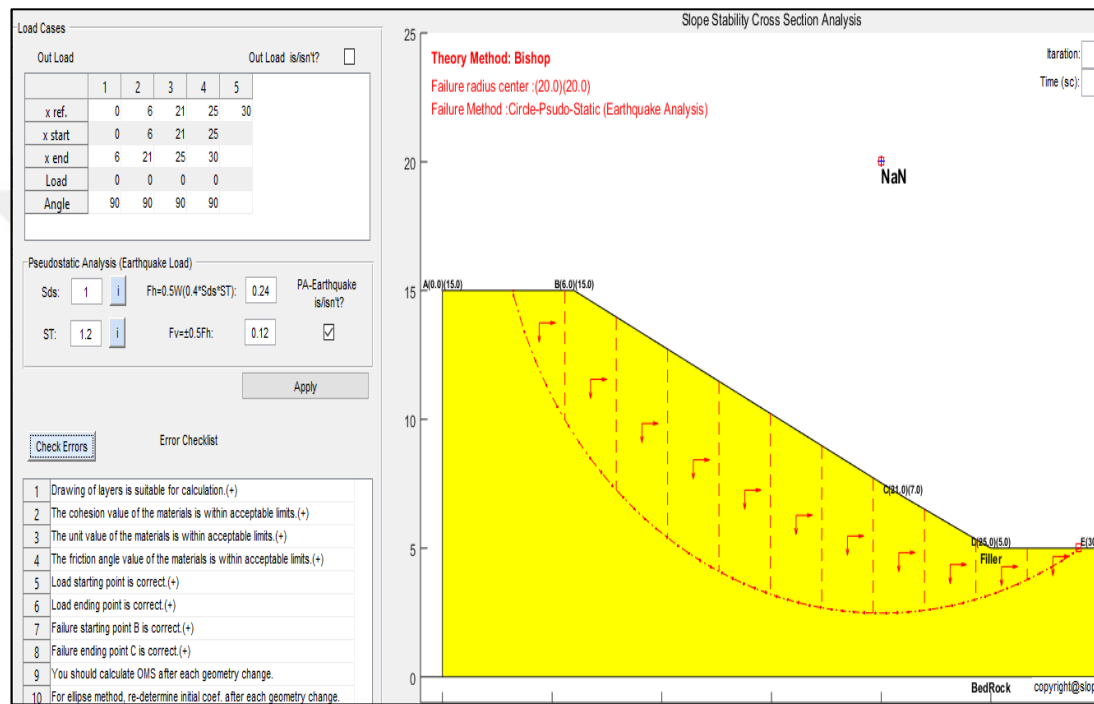 Load Cases
Out Load Out Load is/isn't?
1 2 3 4 5
x ref. 0 6 21 25 30
x start 0 6 21 25
x end 6 21 25 30
Load 0 0 0 0
Angle 90 90 90 90
Pseudostatic Analysis (Earthquake Load)
Sds: 1 i Fh=0.5W(0.4*Sds*ST): 0.24 PA-Earthquake is/isn't?
ST: 1.2 i Fv=±0.5Fh: 0.12
Apply
Check Errors Error Checklist
1 Drawing of layers is suitable for calculation.(+)
2 The cohesion value of the materials is within acceptable limits.(+)
3 The unit value of the materials is within acceptable limits.(+)
4 The friction angle value of the materials is within acceptable limits.(+)
5 Load starting point is correct.(+)
6 Load ending point is correct.(+)
7 Failure starting point B is correct.(+)
8 Failure ending point C is correct.(+)
9 You should calculate OMS after each geometry change.
10 For ellipse method, re-determine initial coef. after each geometry change.
Slope Stability Cross Section Analysis
25
Theory Method: Bishop
Failure radius center :(20.0)(20.0)
Failure Method :Circle-Psudo-Static (Earthquake Analysis)
Itaration:
Time (sc):
20
NaN
15
A(0.0)(15.0) B(6.0)(15.0)
10
C(21.0)(7.0)
5
D(25.0)(5.0) E(30
Filler
0
BedRock copyright@slop